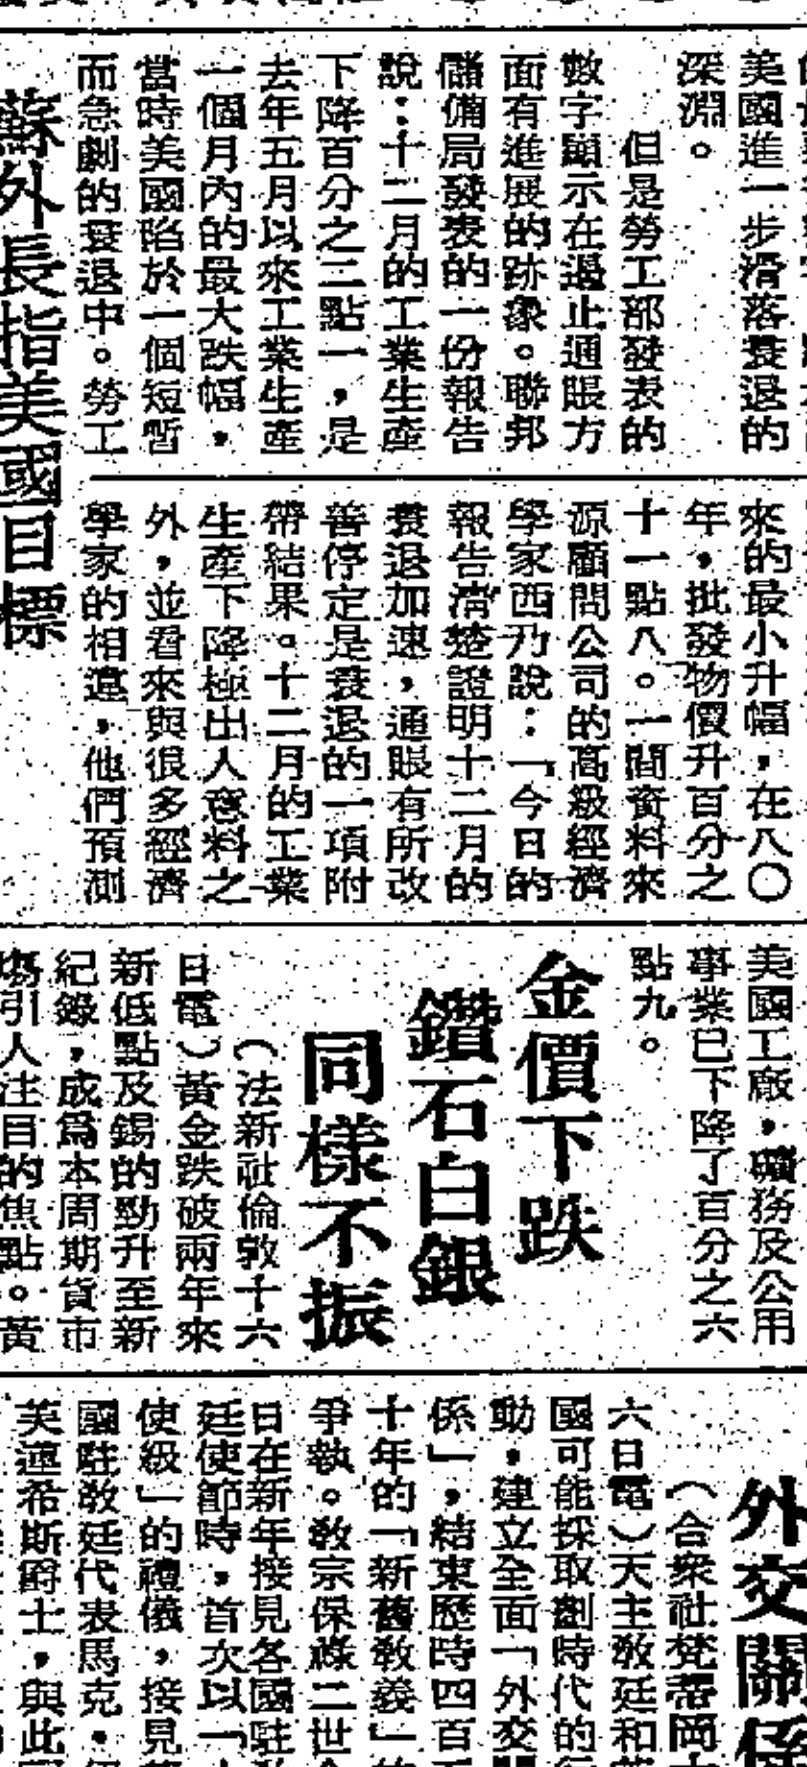 美國進一步滑落衰退的
深淵。
但是勞工部發表的
數字顯示在遏止通脹方
面有進展的跡象。聯邦
儲備局發表的一份報告
說：十二月的工業生產
下降百分之二點一，是
去年五月以來工業生產
一個月內的最大跌幅，
當時美國陷於一個短暫
而急劇的衰退中。勞工
來的最小升幅，在八〇
年，批發物價升百分之
十一點八。一間資料來
源顧問公司的高級經濟
學家西乃說：「今日的
報告清楚證明十二月的
衰退加速，通脹有所改
善停定是衰退的一項附
帶結果。十二月的工業
生產下降極出人意料之
外，並看來與很多經濟
學家的相違，他們預測
美國工廠，礦務及公用
事業已下降了百分之六
點九。
金價下跌
鑽石白銀
同樣不振
（法新社倫敦十六
日電）黃金跌破兩年來
新低點及錫的勁升至新
紀錄，成爲本周期貨市
塲引人注目的焦點。黃
蘇外長指美國目標
外交關係
（合衆社梵蒂岡十
六日電）天主敎廷和英
國可能採取劃時代的行
動，建立全面「外交關
係」，結束歷時四百五
十年的「新舊敎義」的
爭執。敎宗保祿二世今
日在新年接見各國駐敎
廷使節時，首次以「大
使級」的禮儀，接見英
國駐敎廷代表馬克·
英蓮希斯爵士，與此同